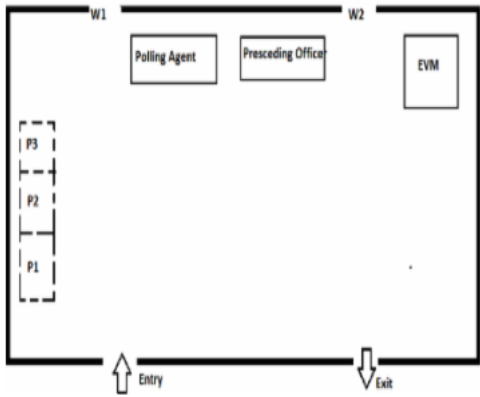 W1
W2
Polling Agent
Presceding Officer
EVM
P3
P2
P1
Entry
Exit